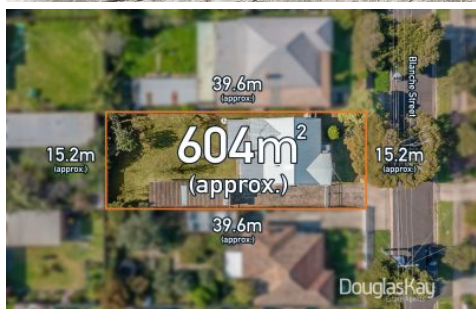 39.6m
(approx.)
Blanche Street
15.2m
(approx.)
604m²
(approx.)
15.2m
(approx.)
39.6m
(approx.)
DouglasKay